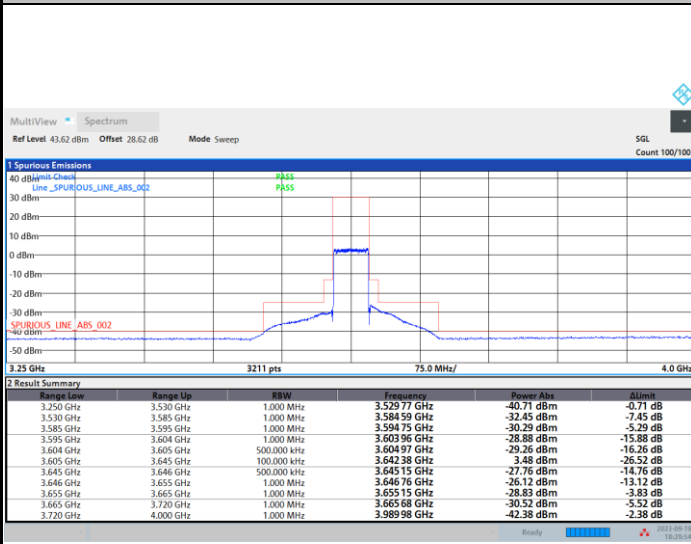 MultiView Spectrum
Ref Level 43.62 dBm Offset 28.62 dB Mode Sweep SGL
Count 100/100
1 Spurious Emissions
40 dBm Limit Check PASS
Line _SPURIOUS_LINE_ABS_002 PASS
30 dBm
20 dBm
10 dBm
0 dBm
-10 dBm
-20 dBm
-30 dBm
SPURIOUS_LINE_ABS_002
-40 dBm
-50 dBm
3.25 GHz 3211 pts 75.0 MHz/ 4.0 GHz
2 Result Summary
Range Low Range Up RBW Frequency Power Abs ΔLimit
3.250 GHz 3.530 GHz 1.000 MHz 3.529 77 GHz -40.71 dBm -0.71 dB
3.530 GHz 3.585 GHz 1.000 MHz 3.584 59 GHz -32.45 dBm -7.45 dB
3.585 GHz 3.595 GHz 1.000 MHz 3.594 75 GHz -30.29 dBm -5.29 dB
3.595 GHz 3.604 GHz 1.000 MHz 3.603 96 GHz -28.88 dBm -15.88 dB
3.604 GHz 3.605 GHz 500.000 kHz 3.604 97 GHz -29.26 dBm -16.26 dB
3.605 GHz 3.645 GHz 100.000 kHz 3.642 38 GHz 3.48 dBm -26.52 dB
3.645 GHz 3.646 GHz 500.000 kHz 3.645 15 GHz -27.76 dBm -14.76 dB
3.646 GHz 3.655 GHz 1.000 MHz 3.646 76 GHz -26.12 dBm -13.12 dB
3.655 GHz 3.665 GHz 1.000 MHz 3.655 15 GHz -28.83 dBm -3.83 dB
3.665 GHz 3.720 GHz 1.000 MHz 3.665 68 GHz -30.52 dBm -5.52 dB
3.720 GHz 4.000 GHz 1.000 MHz 3.989 98 GHz -42.38 dBm -2.38 dB
Ready